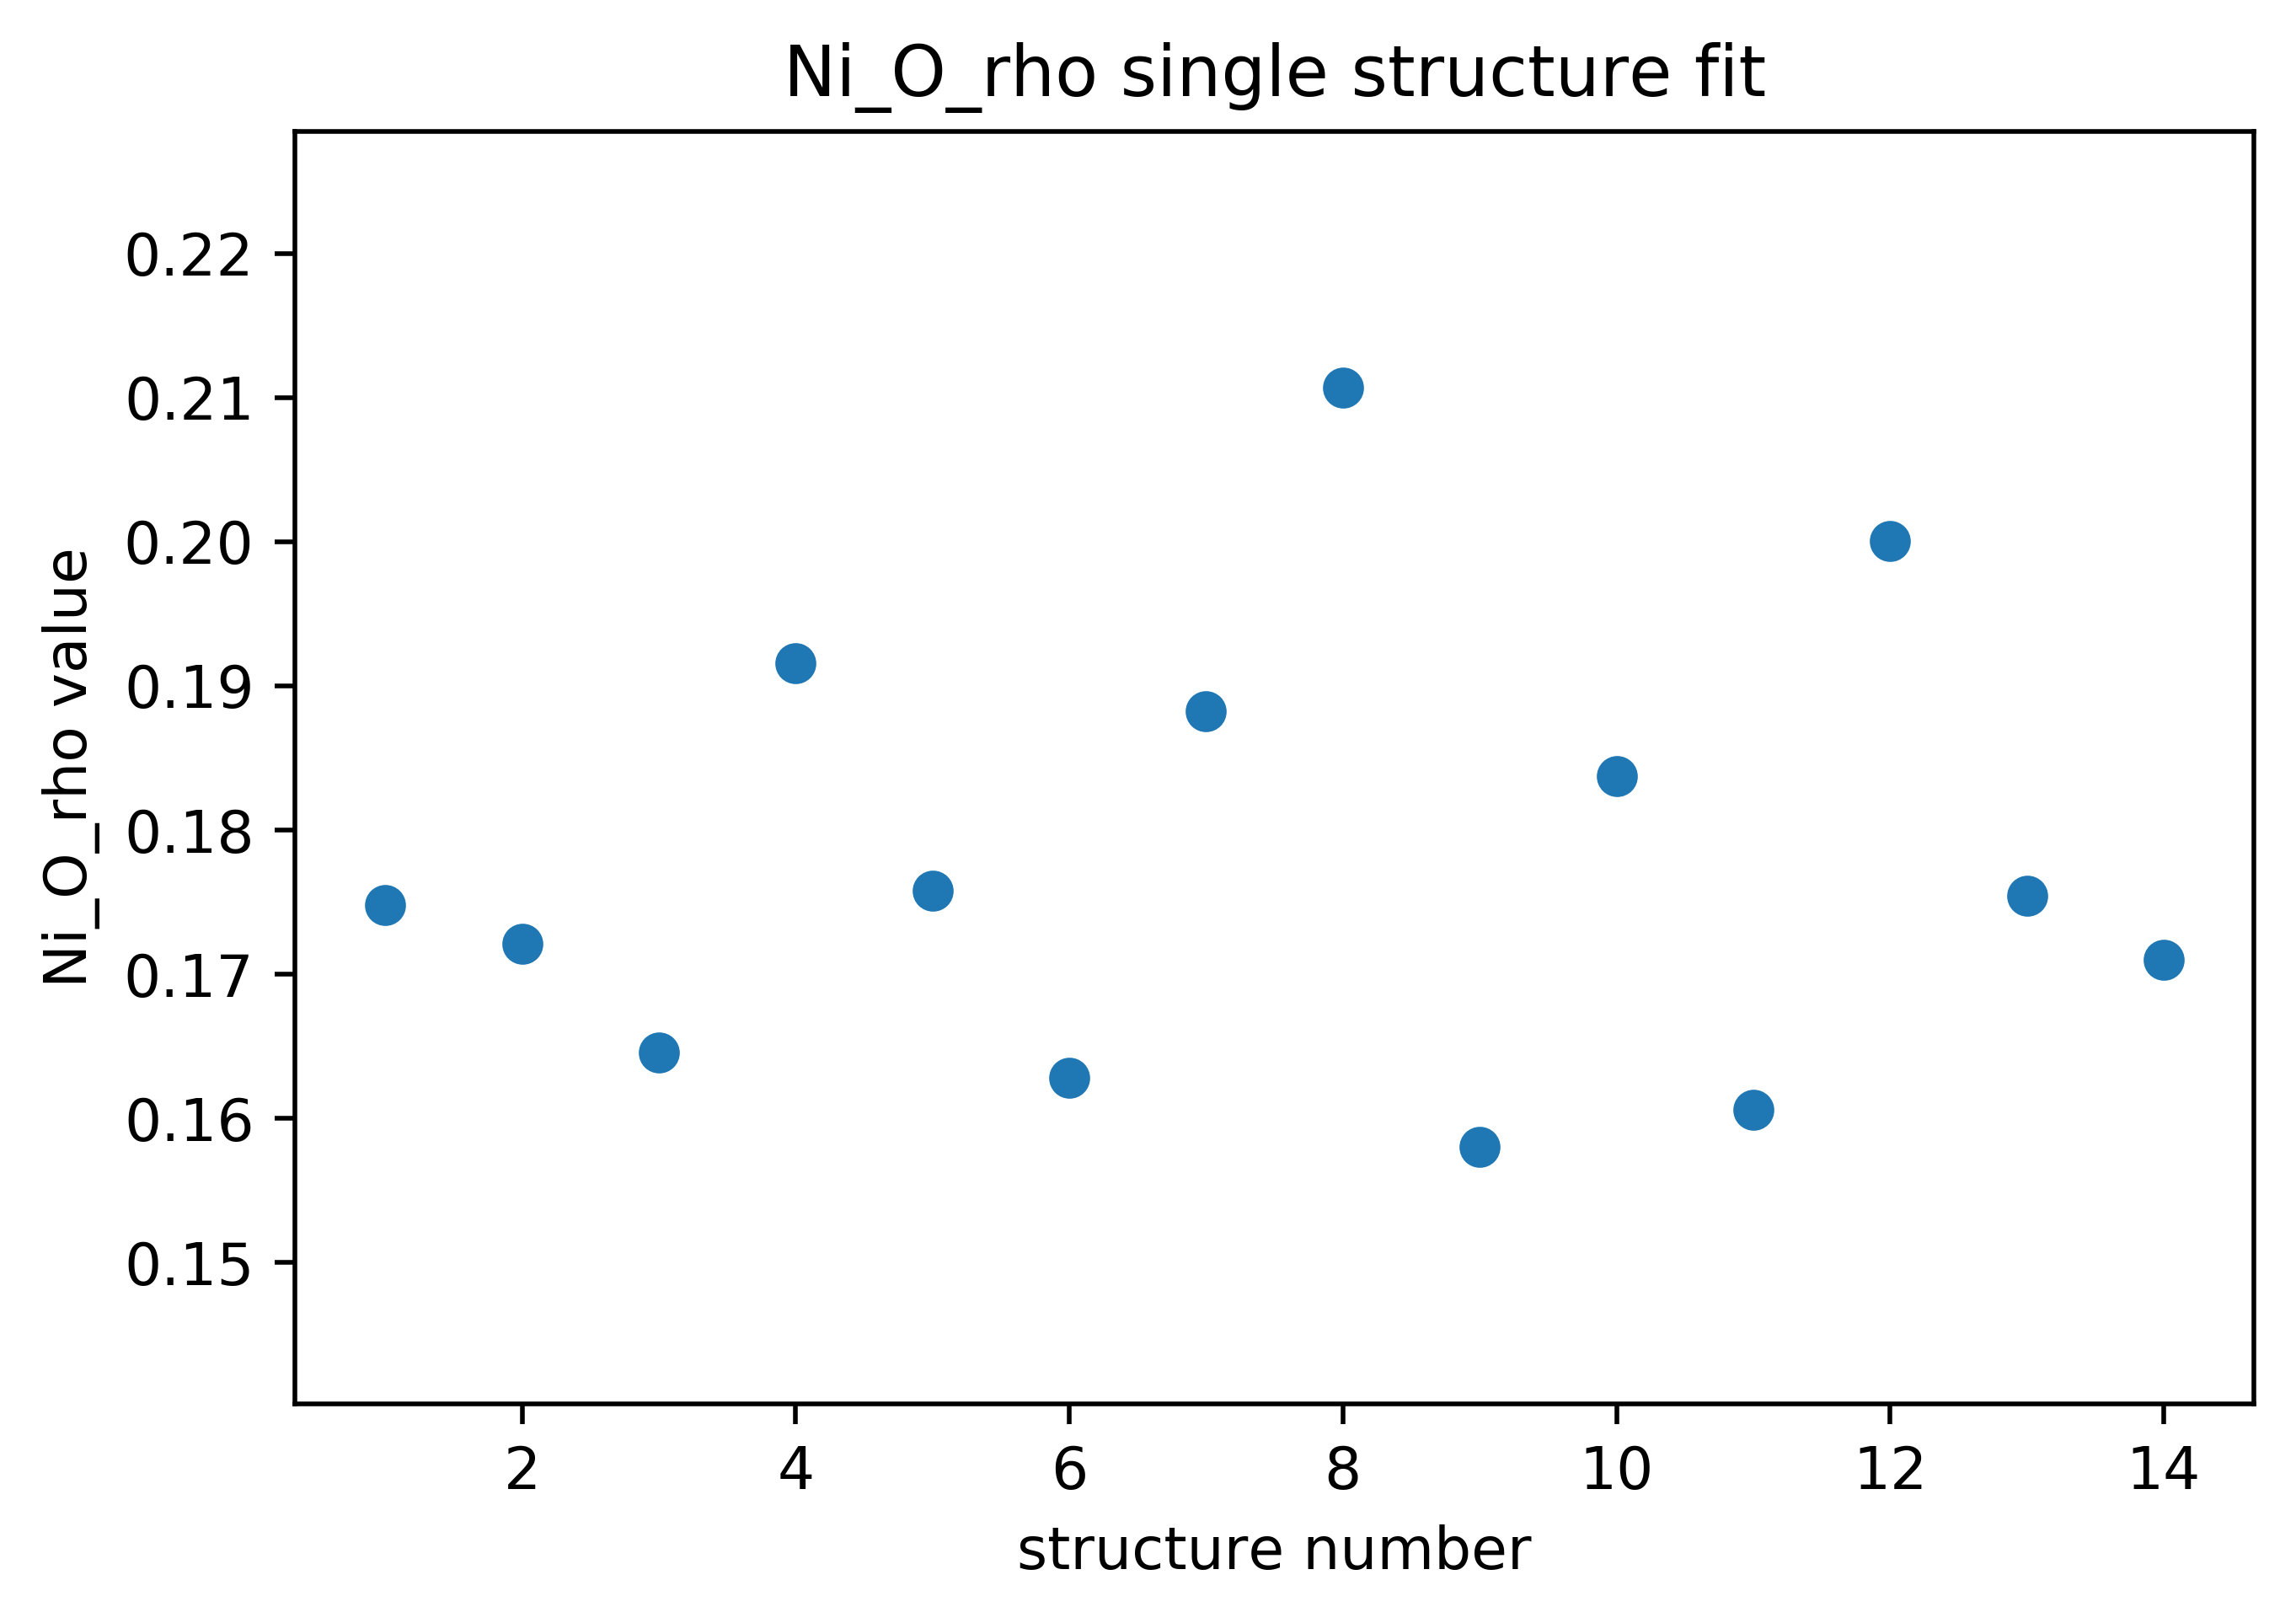 Ni_O_rho single structure fit
Ni_O_rho value
0.22
0.21
0.20
0.19
0.18
0.17
0.16
0.15
2 4 6 8 10 12 14
structure number